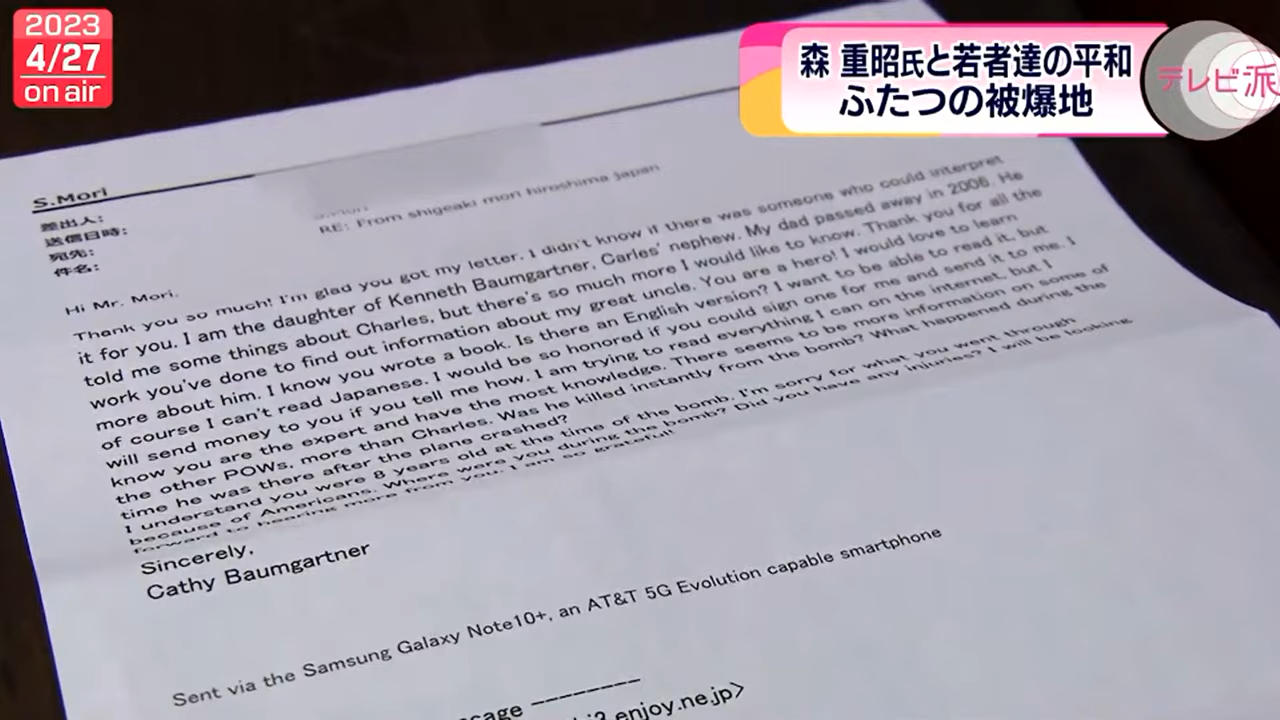 2023
4/27
on air
森 重昭氏と若者達の平和
ふたつの被爆地
テレビ派
S.Mori
差出人:
送信日時:
宛先:
件名:
RE: From shigeaki mori hiroshima japan
Hi Mr. Mori,
Thank you so much! I'm glad you got my letter. I didn't know if there was someone who could interpret
it for you. I am the daughter of Kenneth Baumgartner, Carles' nephew. My dad passed away in 2006. He
told me some things about Charles, but there's so much more I would like to know. Thank you for all the
work you've done to find out information about my great uncle. You are a hero! I would love to learn
more about him. I know you wrote a book. Is there an English version? I want to be able to read it, but
of course I can't read Japanese. I would be so honored if you could sign one for me and send it to me. I
will send money to you if you tell me how. I am trying to read everything I can on the internet, but I
know you are the expert and have the most knowledge. There seems to be more information on some of
the other POWs, more than Charles. Was he killed instantly from the bomb? What happened during the
time he was there after the plane crashed?
I understand you were 8 years old at the time of the bomb. I'm sorry for what you went through
because of Americans. Where were you during the bomb? Did you have any injuries? I will be looking
forward to hearing more from you. I am so grateful!
Sincerely,
Cathy Baumgartner
Sent via the Samsung Galaxy Note10+, an AT&T 5G Evolution capable smartphone
ssage --------
enjoy.ne.jp>